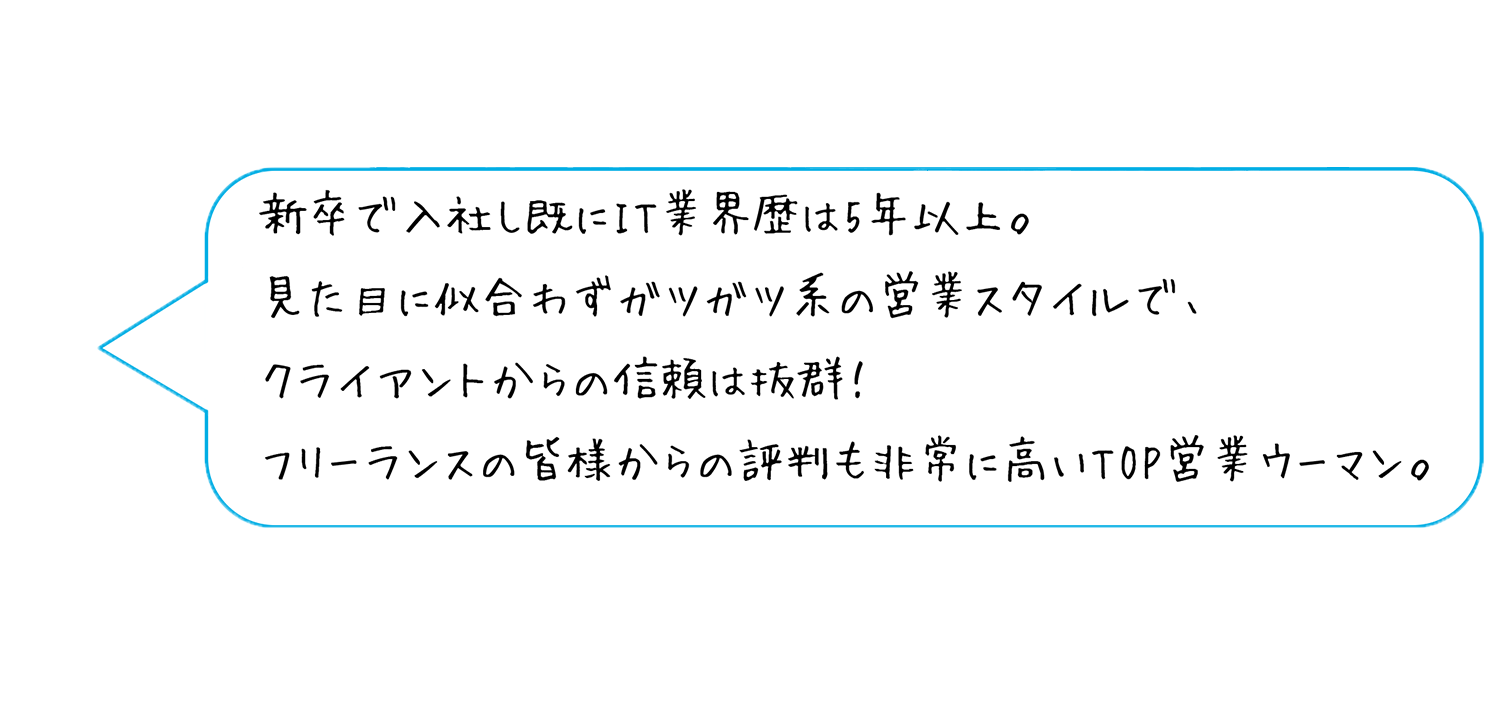 新卒で入社し既にIT業界歴は5年以上。
見た目に似合わずガツガツ系の営業スタイルで、
クライアントからの信頼は抜群!
フリーランスの皆様からの評判も非常に高いTOP営業ウーマン。